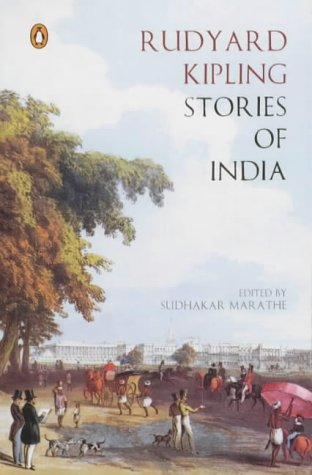 RUDYARD
KIPLING
STORIES
OF
INDIA
EDITED BY
SUDHAKAR MARATHE